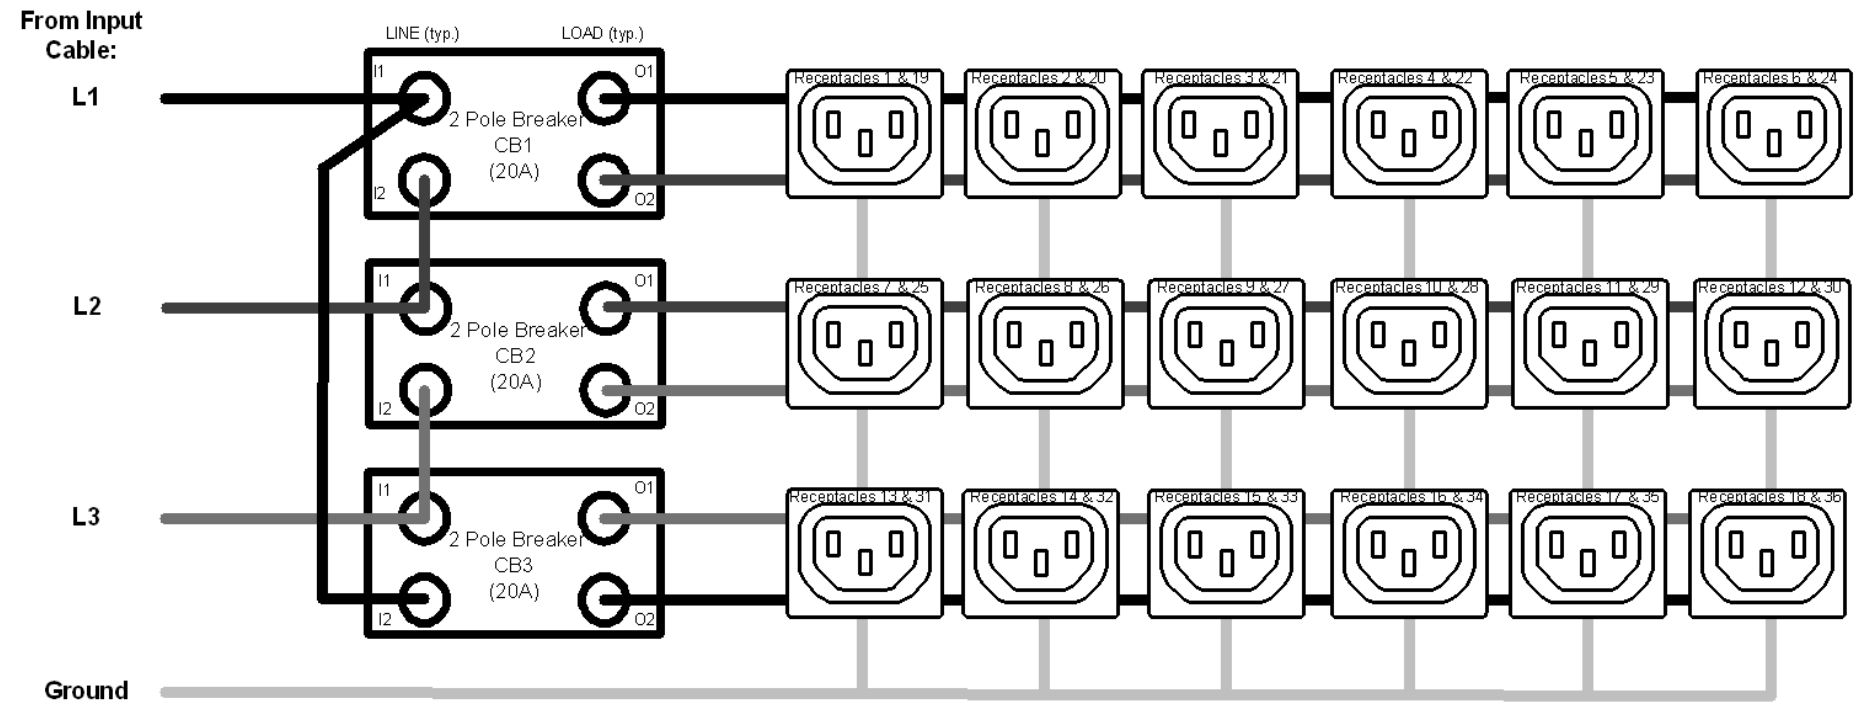 From Input
Cable:
LINE (typ.)
LOAD (typ.)
L1
I1
O1
2 Pole Breaker
CB1
(20A)
I2
O2
Receptacles 1 & 19
Receptacles 2 & 20
Receptacles 3 & 21
Receptacles 4 & 22
Receptacles 5 & 23
Receptacles 6 & 24
L2
I1
O1
2 Pole Breaker
CB2
(20A)
I2
O2
Receptacles 7 & 25
Receptacles 8 & 26
Receptacles 9 & 27
Receptacles 10 & 28
Receptacles 11 & 29
Receptacles 12 & 30
L3
I1
O1
2 Pole Breaker
CB3
(20A)
I2
O2
Receptacles 13 & 31
Receptacles 14 & 32
Receptacles 15 & 33
Receptacles 16 & 34
Receptacles 17 & 35
Receptacles 18 & 36
Ground